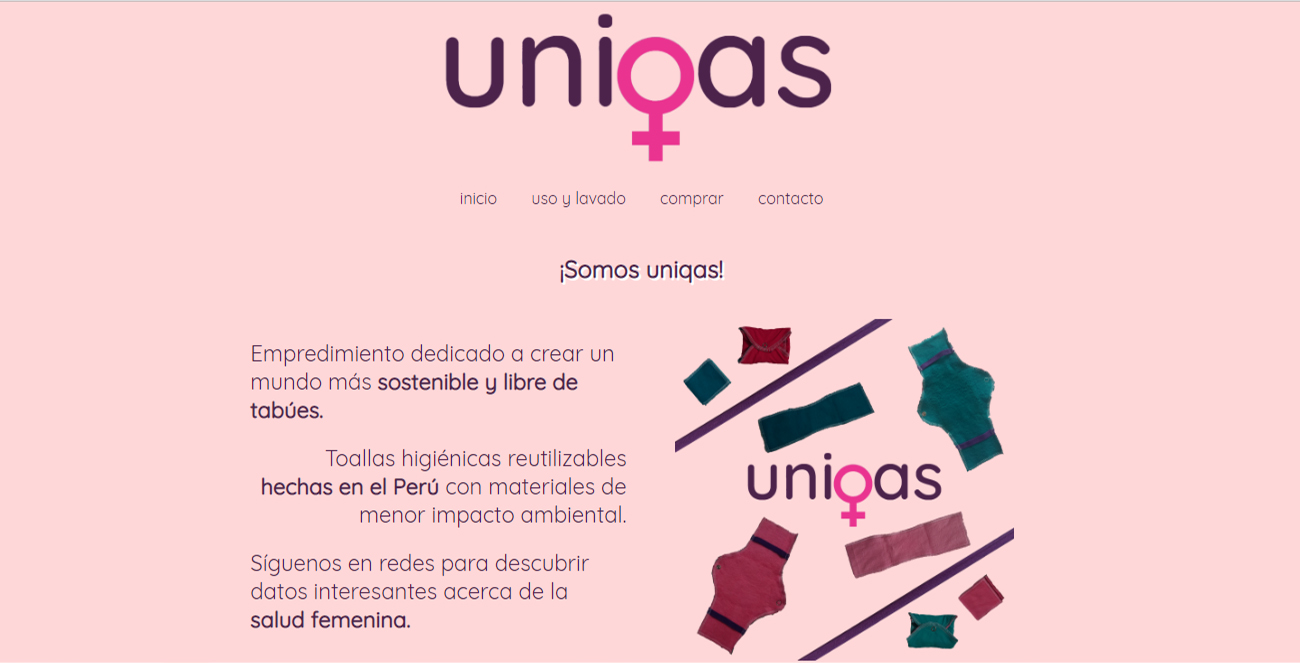 uniqas
inicio uso y lavado comprar contacto
¡Somos uniqas!
Empredimiento dedicado a crear un
mundo más sostenible y libre de
tabúes.
Toallas higiénicas reutilizables
hechas en el Perú con materiales de
menor impacto ambiental.
Síguenos en redes para descubrir
datos interesantes acerca de la
salud femenina.
uniqas